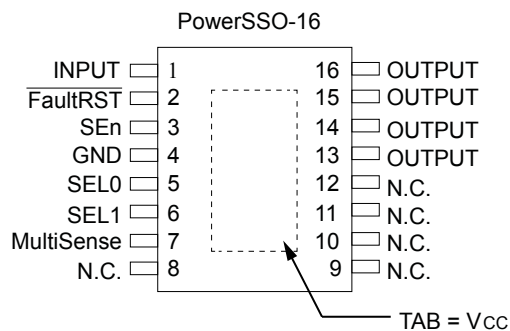 PowerSSO-16
INPUT 1 16 OUTPUT
FaultRST 2 15 OUTPUT
SEn 3 14 OUTPUT
GND 4 13 OUTPUT
SEL0 5 12 N.C.
SEL1 6 11 N.C.
MultiSense 7 10 N.C.
N.C. 8 9 N.C.
TAB = VCC